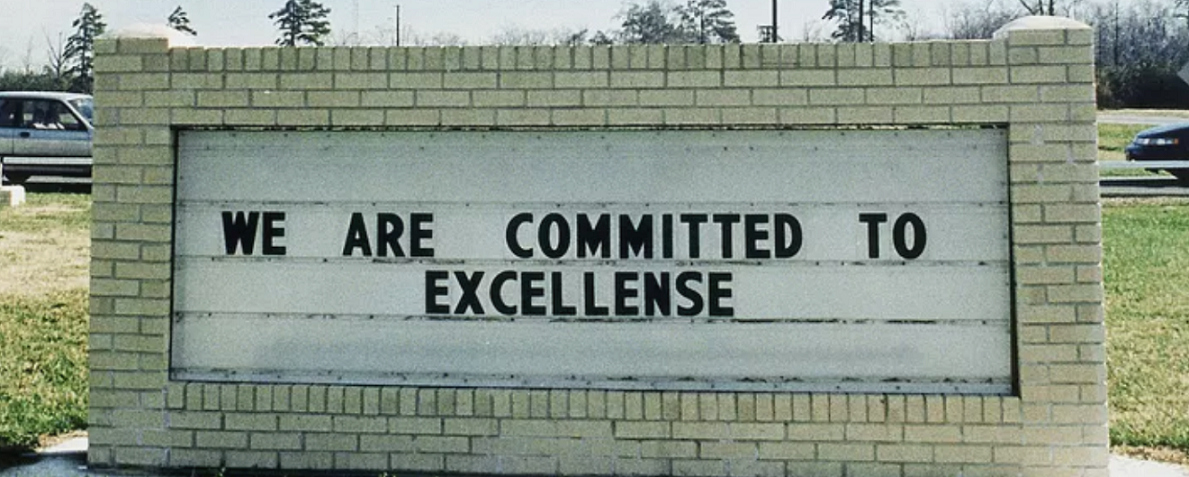 WE ARE COMMITTED TO
EXCELLENSE